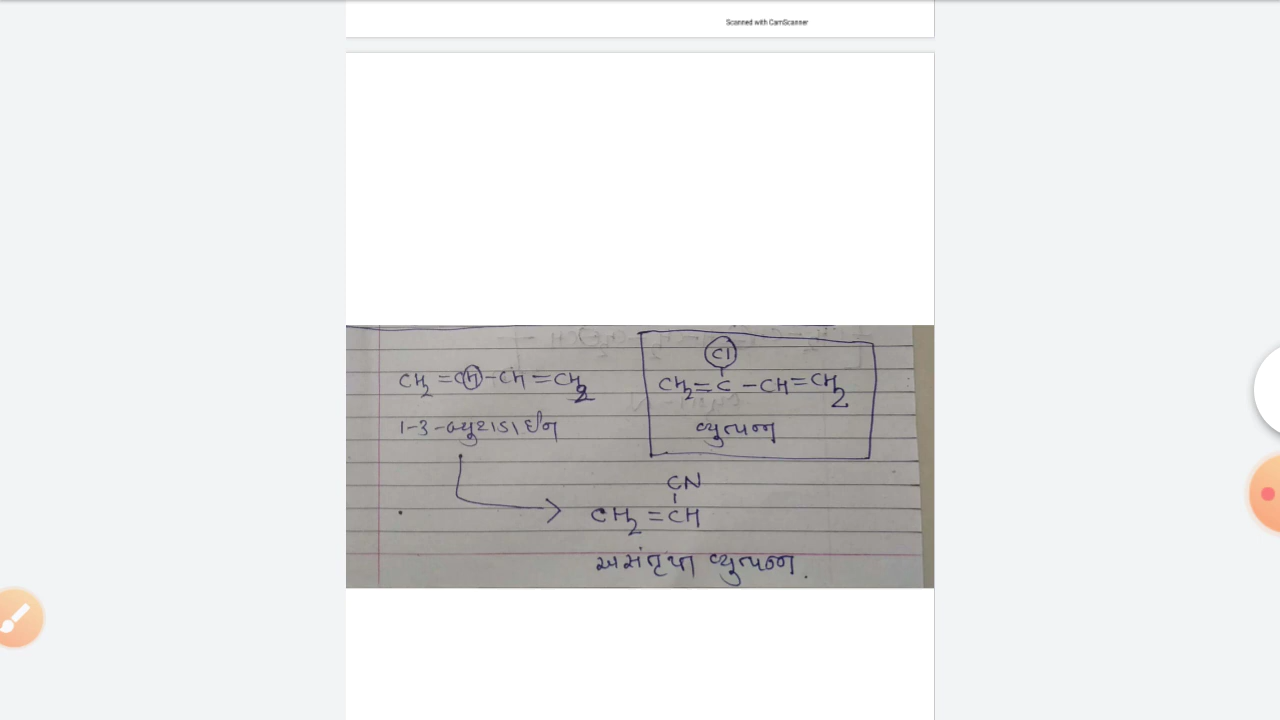 Scanned with CamScanner
Cl
CH2 = CH - CH = CH2
CH2 = C - CH = CH2
1-3-બ્યુટાડાઈન
વ્યુત્પન્ન
CN
CH2 = CH
અસંતૃપ્ત વ્યુત્પન્ન.